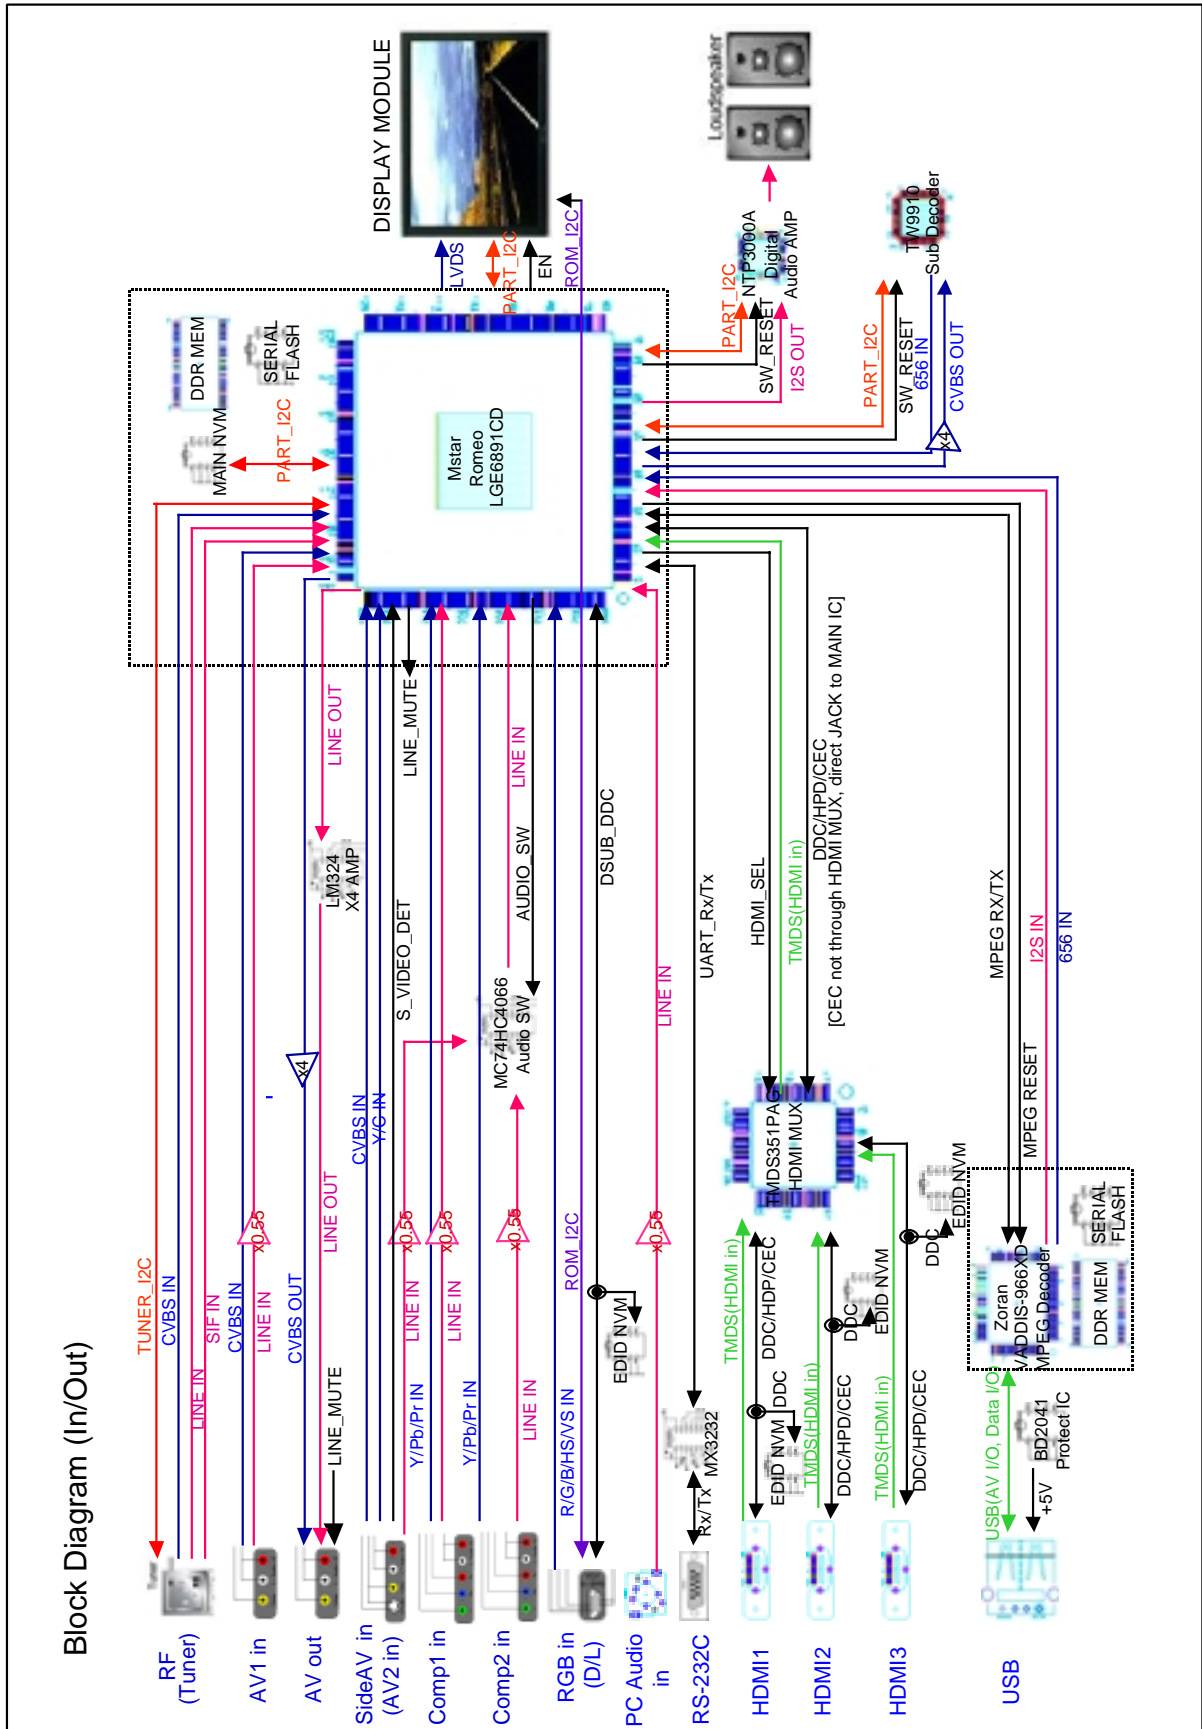 Block Diagram (In/Out)
RF
(Tuner)
Tuner
TUNER_I2C
CVBS IN
LINE IN
SIF IN
AV1 in
CVBS IN
LINE IN
x0.55
AV out
CVBS OUT
x4
LINE OUT
LM324
X4 AMP
LINE OUT
LINE_MUTE
SideAV in
(AV2 in)
CVBS IN
Y/C IN
S_VIDEO_DET
LINE_MUTE
LINE IN
x0.55
Comp1 in
Y/Pb/Pr IN
LINE IN
x0.55
Comp2 in
Y/Pb/Pr IN
LINE IN
x0.55
MC74HC4066
Audio SW
LINE IN
AUDIO_SW
RGB in
(D/L)
R/G/B/HS/VS IN
ROM_I2C
DSUB_DDC
EDID NVM
PC Audio
in
x0.55
LINE IN
RS-232C
Rx/Tx
MX3232
UART_Rx/Tx
HDMI1
TMDS(HDMI in)
DDC/HDP/CEC
DDC
EDID NVM
HDMI2
TMDS(HDMI in)
DDC/HPD/CEC
DDC
EDID NVM
HDMI3
TMDS(HDMI in)
DDC/HPD/CEC
DDC
EDID NVM
TMDS351PAG
HDMI MUX
HDMI_SEL
TMDS(HDMI in)
DDC/HPD/CEC
[CEC not through HDMI MUX, direct JACK to MAIN IC]
USB
USB(AV I/O, Data I/O)
+5V
BD2041
Protect IC
Zoran
VADDIS-966XD
MPEG Decoder
DDR MEM
SERIAL
FLASH
MPEG RX/TX
MPEG RESET
I2S IN
656 IN
MAIN NVM
DDR MEM
SERIAL
FLASH
PART_I2C
Mstar
Romeo
LGE6891CD
DISPLAY MODULE
LVDS
PART_I2C
EN
ROM_I2C
Loudspeaker
PART_I2C
SW_RESET
I2S OUT
NTP3000A
Digital
Audio AMP
PART_I2C
SW_RESET
656 IN
CVBS OUT
x4
TW9910
Sub Decoder